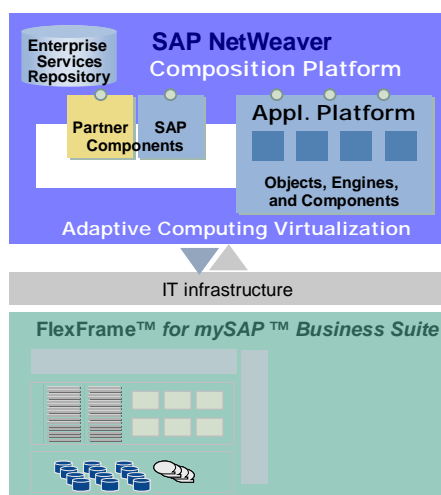 Enterprise
Services
Repository
SAP NetWeaver
Composition Platform
Partner SAP
Components
Appl. Platform
Objects, Engines,
and Components
Adaptive Computing Virtualization
IT infrastructure
FlexFrame™ for mySAP ™ Business Suite